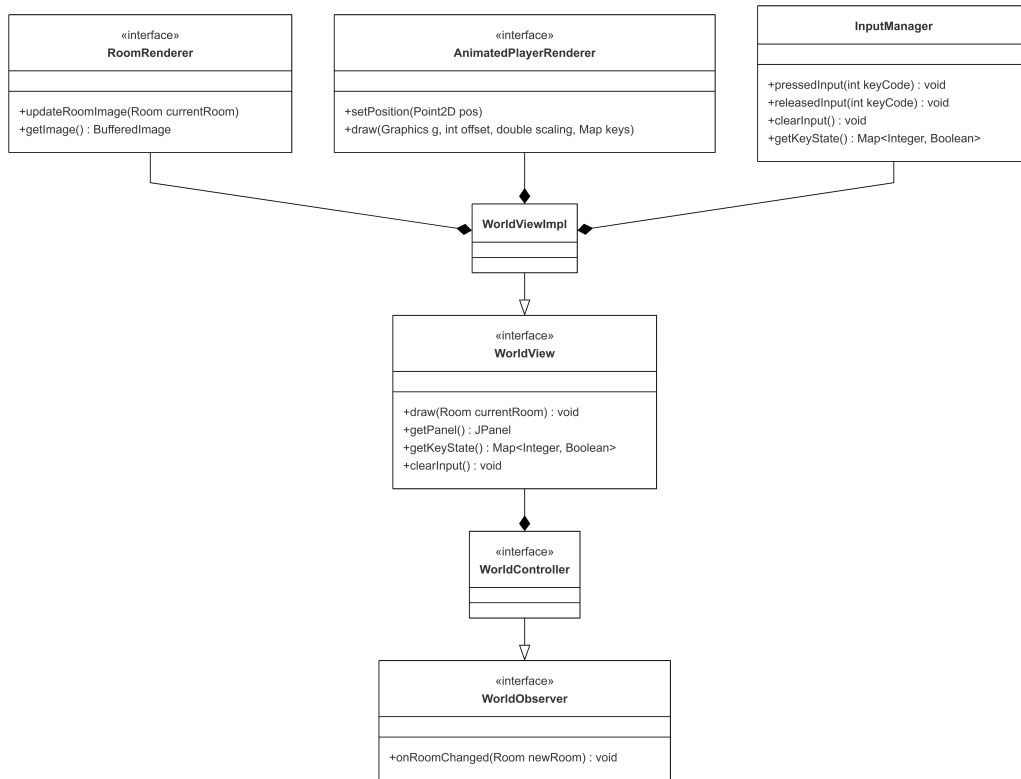 «interface»
RoomRenderer
+updateRoomImage(Room currentRoom)
+getImage() : BufferedImage
«interface»
AnimatedPlayerRenderer
+setPosition(Point2D pos)
+draw(Graphics g, int offset, double scaling, Map keys)
InputManager
+pressedInput(int keyCode) : void
+releasedInput(int keyCode) : void
+clearInput() : void
+getKeyState() : Map<Integer, Boolean>
WorldViewImpl
«interface»
WorldView
+draw(Room currentRoom) : void
+getPanel() : JPanel
+getKeyState() : Map<Integer, Boolean>
+clearInput() : void
«interface»
WorldController
«interface»
WorldObserver
+onRoomChanged(Room newRoom) : void